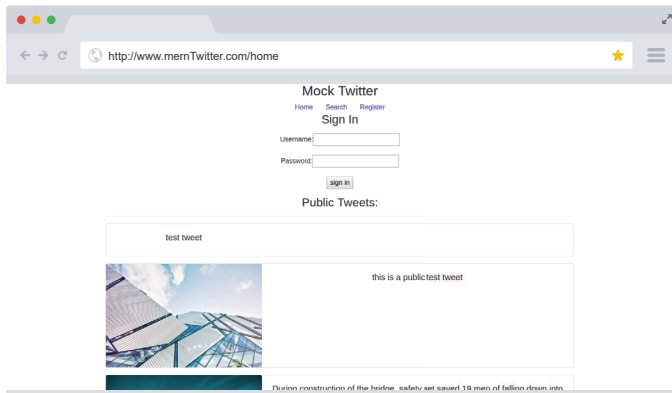 http://www.mernTwitter.com/home
Mock Twitter
Home Search Register
Sign In
Username:
Password:
sign in
Public Tweets:
test tweet
this is a public test tweet
During construction of the bridge, safety net saved 19 men of falling down into